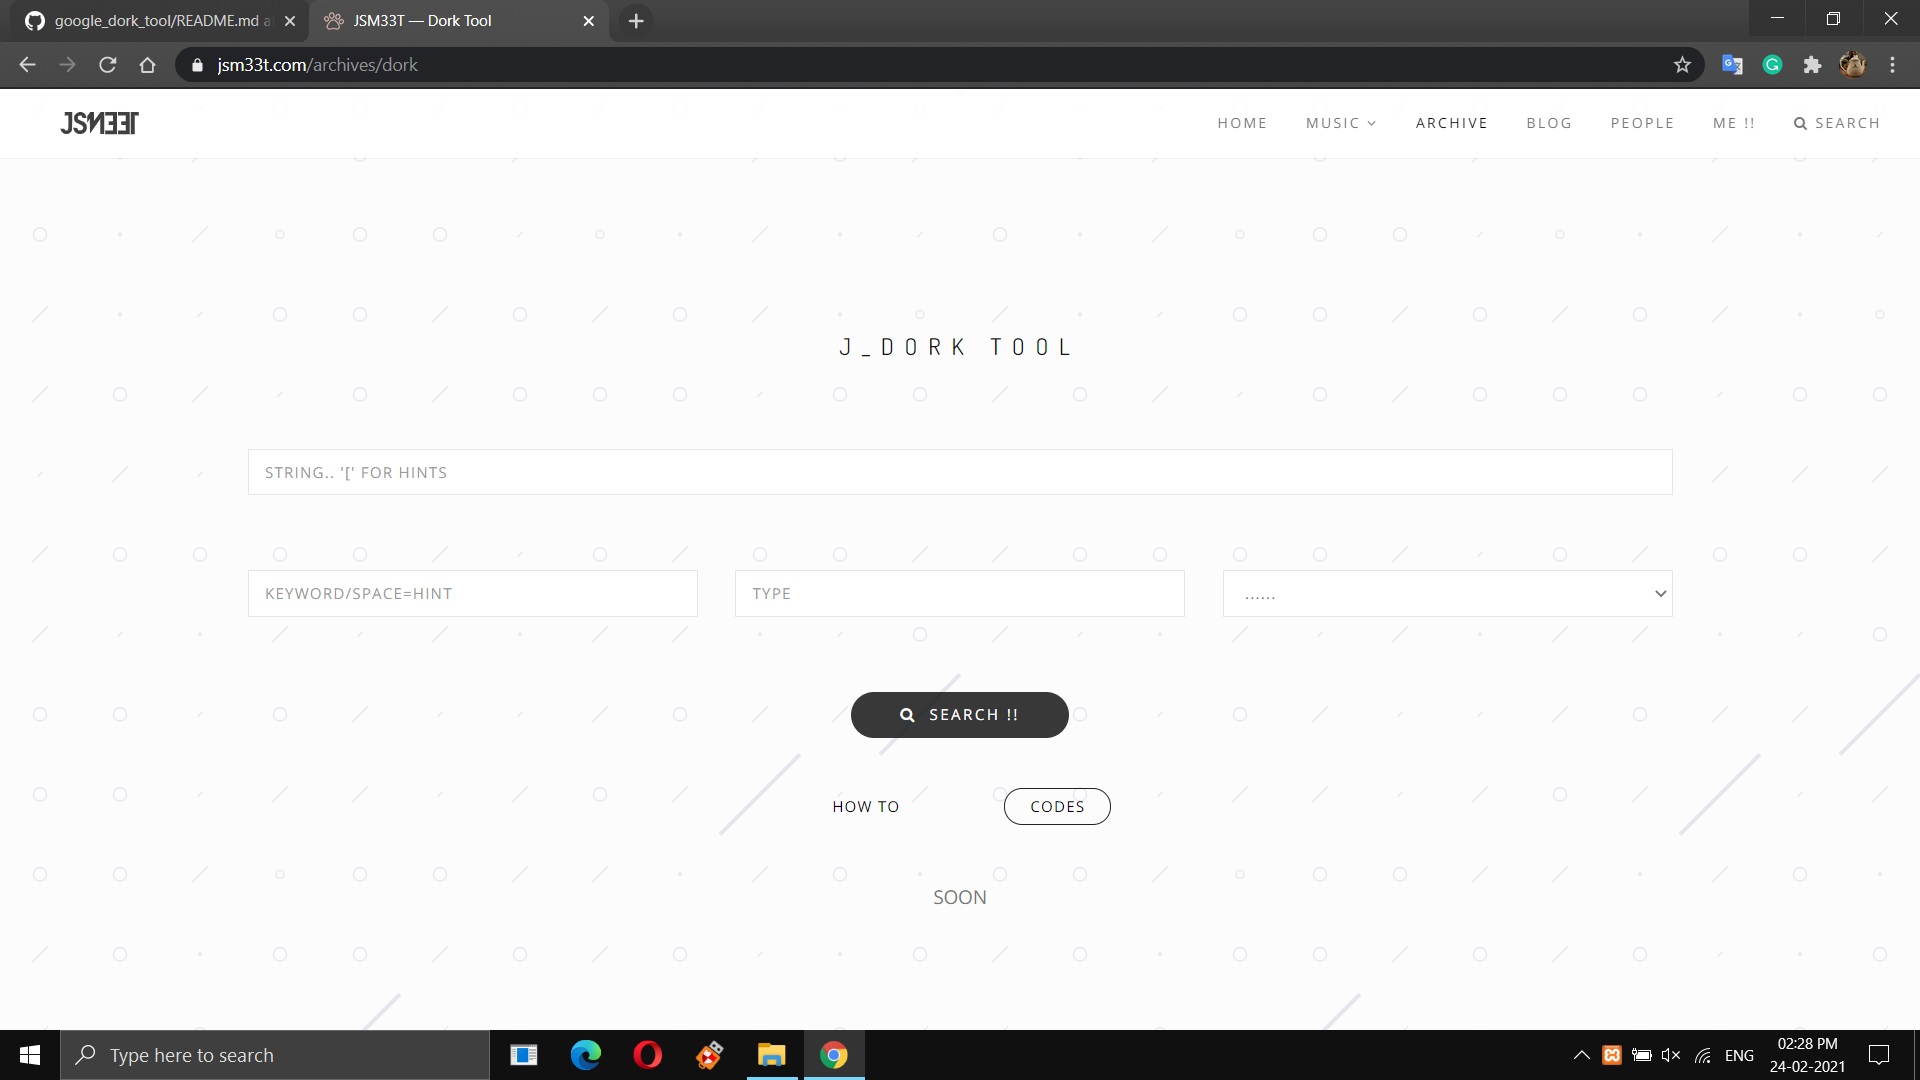 google_dork_tool/README.md a
JSM33T — Dork Tool
jsm33t.com/archives/dork
JSM33T
HOME
MUSIC
ARCHIVE
BLOG
PEOPLE
ME !!
SEARCH
J_DORK TOOL
STRING.. '[' FOR HINTS
KEYWORD/SPACE=HINT
TYPE
......
SEARCH !!
HOW TO
CODES
SOON
Type here to search
ENG
02:28 PM
24-02-2021